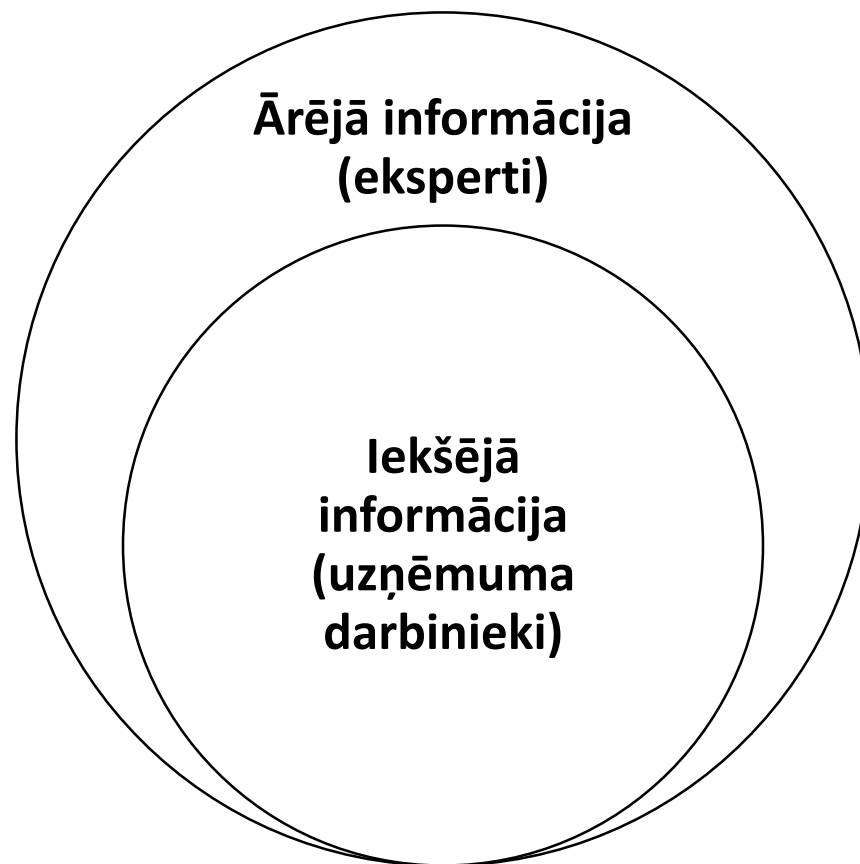 Ārējā informācija
(eksperti)
Iekšējā
informācija
(uzņēmuma
darbinieki)